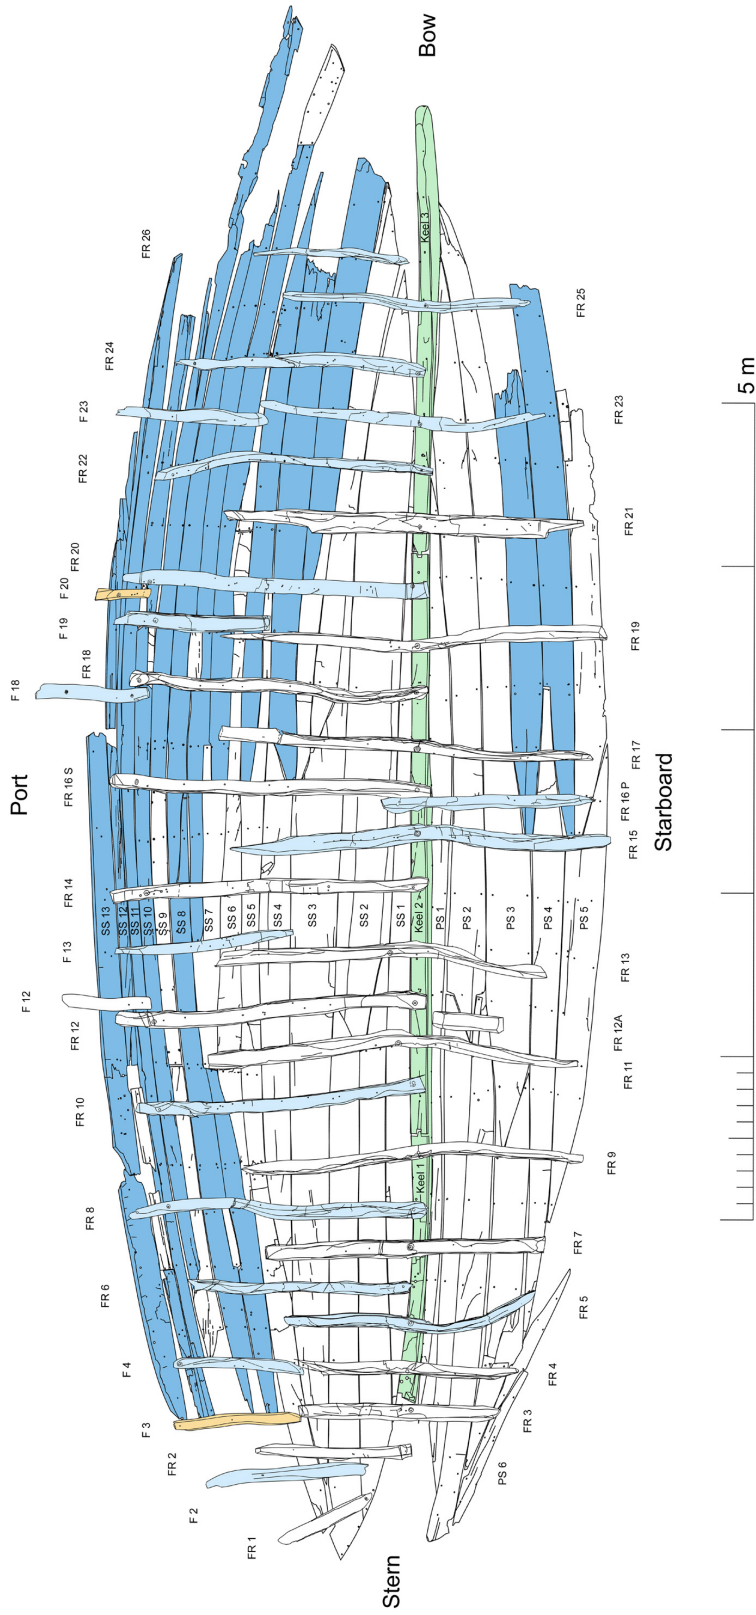 Port
F 2
F 3
F 4
F 12
F 13
F 18
F 19
F 20
F 23
FR 1
FR 2
FR 6
FR 8
FR 10
FR 12
FR 14
FR 16 S
FR 18
FR 20
FR 22
FR 24
FR 26
SS 13
SS 12
SS 11
SS 10
SS 9
SS 8
SS 7
SS 6
SS 5
SS 4
SS 3
SS 2
SS 1
Keel 1
Keel 2
Keel 3
PS 1
PS 2
PS 3
PS 4
PS 5
PS 6
FR 3
FR 4
FR 5
FR 7
FR 9
FR 11
FR 12A
FR 13
FR 15
FR 16 P
FR 17
FR 19
FR 21
FR 23
FR 25
Stern
Bow
Starboard
5 m